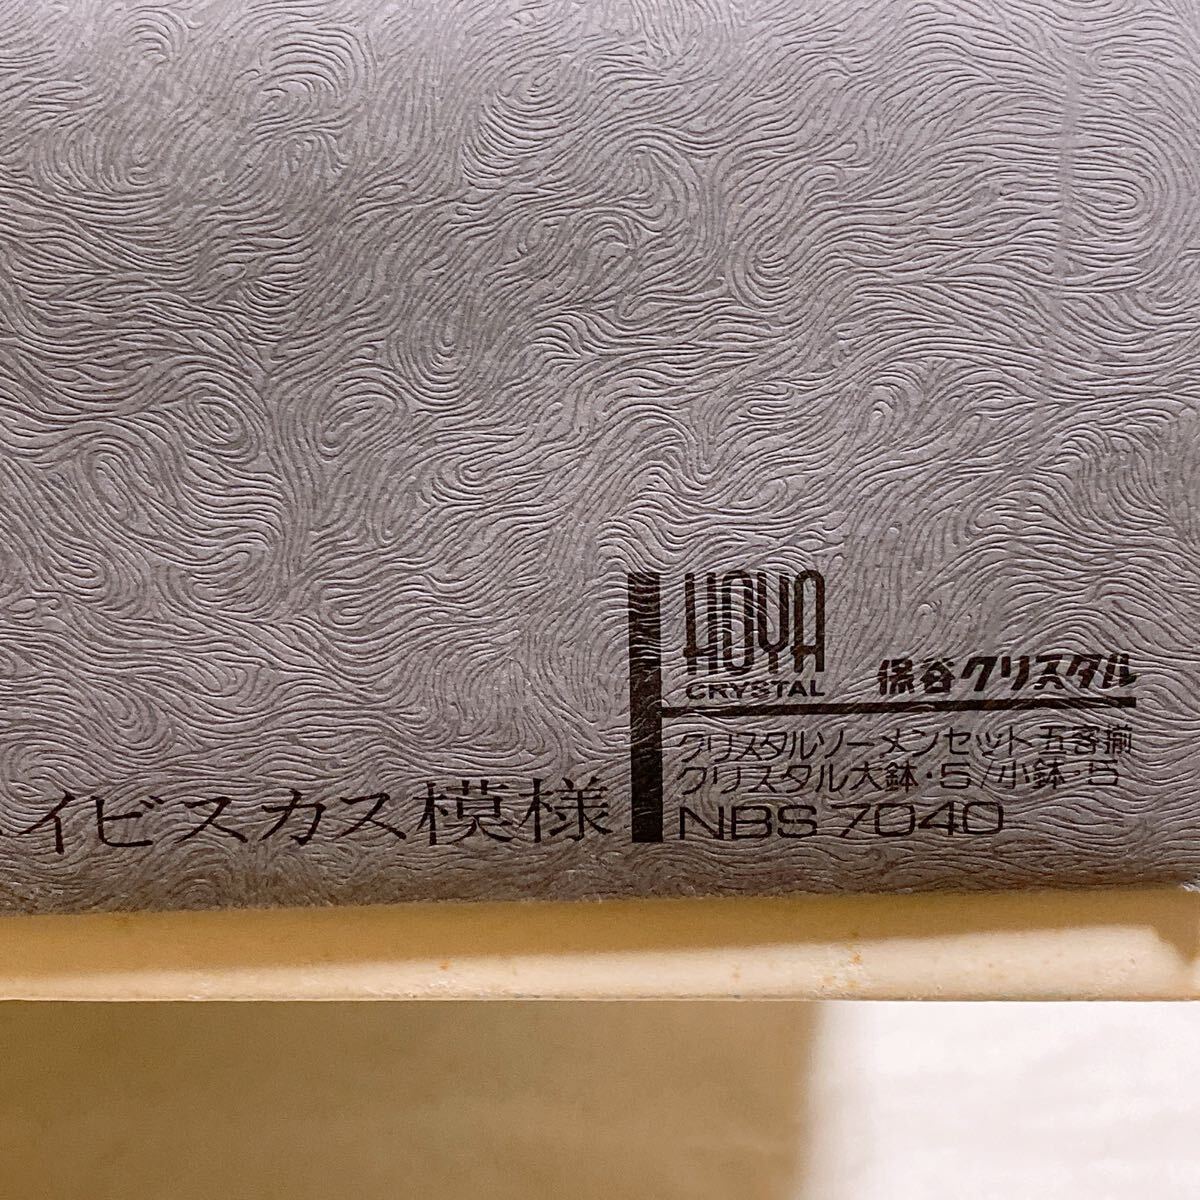 HOYA
CRYSTAL
保谷クリスタル
クリスタルソーメンセット五客揃
クリスタル大鉢・5/小鉢・5
NBS 7040
イビスカス模様